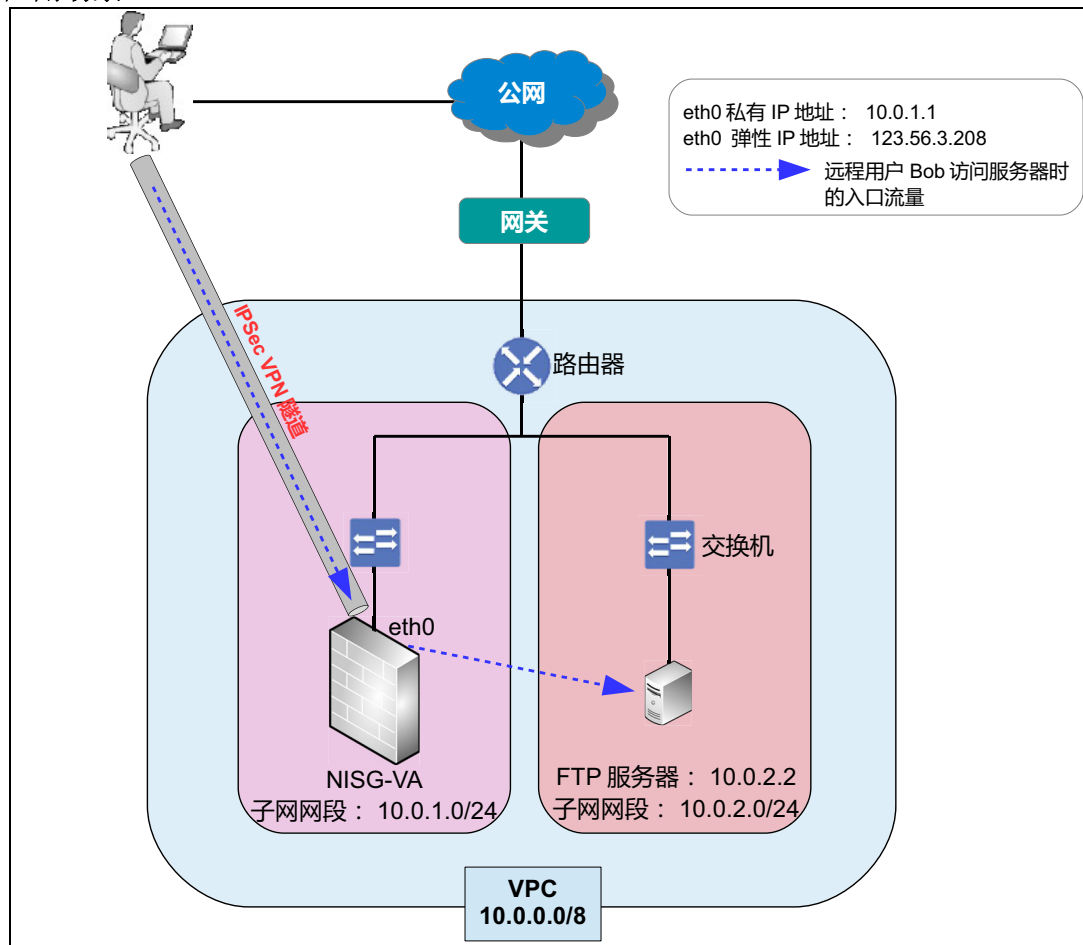 公网
eth0 私有 IP 地址： 10.0.1.1
eth0 弹性 IP 地址： 123.56.3.208
远程用户 Bob 访问服务器时
的入口流量
网关
IPSec VPN 隧道
路由器
交换机
eth0
NISG-VA
子网网段： 10.0.1.0/24
FTP 服务器： 10.0.2.2
子网网段： 10.0.2.0/24
VPC
10.0.0.0/8